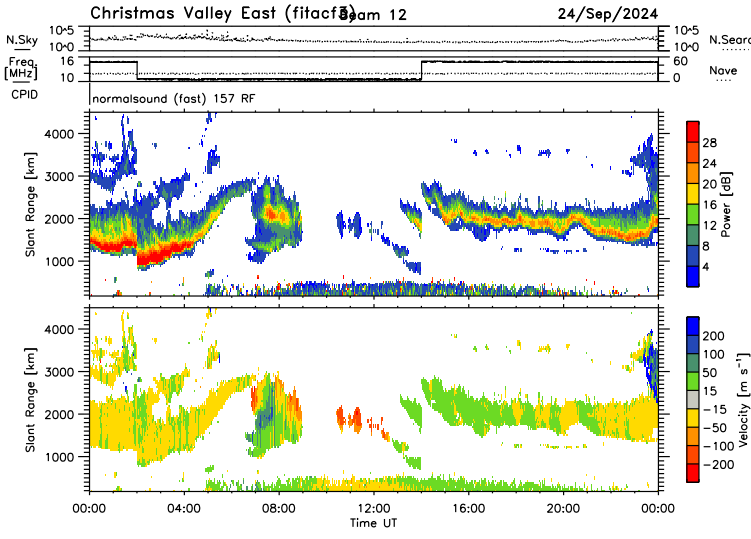 Christmas Valley East (fitacf3) Beam 12 24/Sep/2024
N.Sky 10^5 10^0 10^5 10^0 N.Searc
Freq. [MHz] 16 10 60 0 Nave
CPID normalsound (fast) 157 RF
Slant Range [km] 4000 3000 2000 1000
Power [dB] 28 24 20 16 12 8 4
Slant Range [km] 4000 3000 2000 1000
Velocity [m s⁻¹] 200 100 50 15 −15 −50 −100 −200
00:00 04:00 08:00 12:00 16:00 20:00 00:00
Time UT